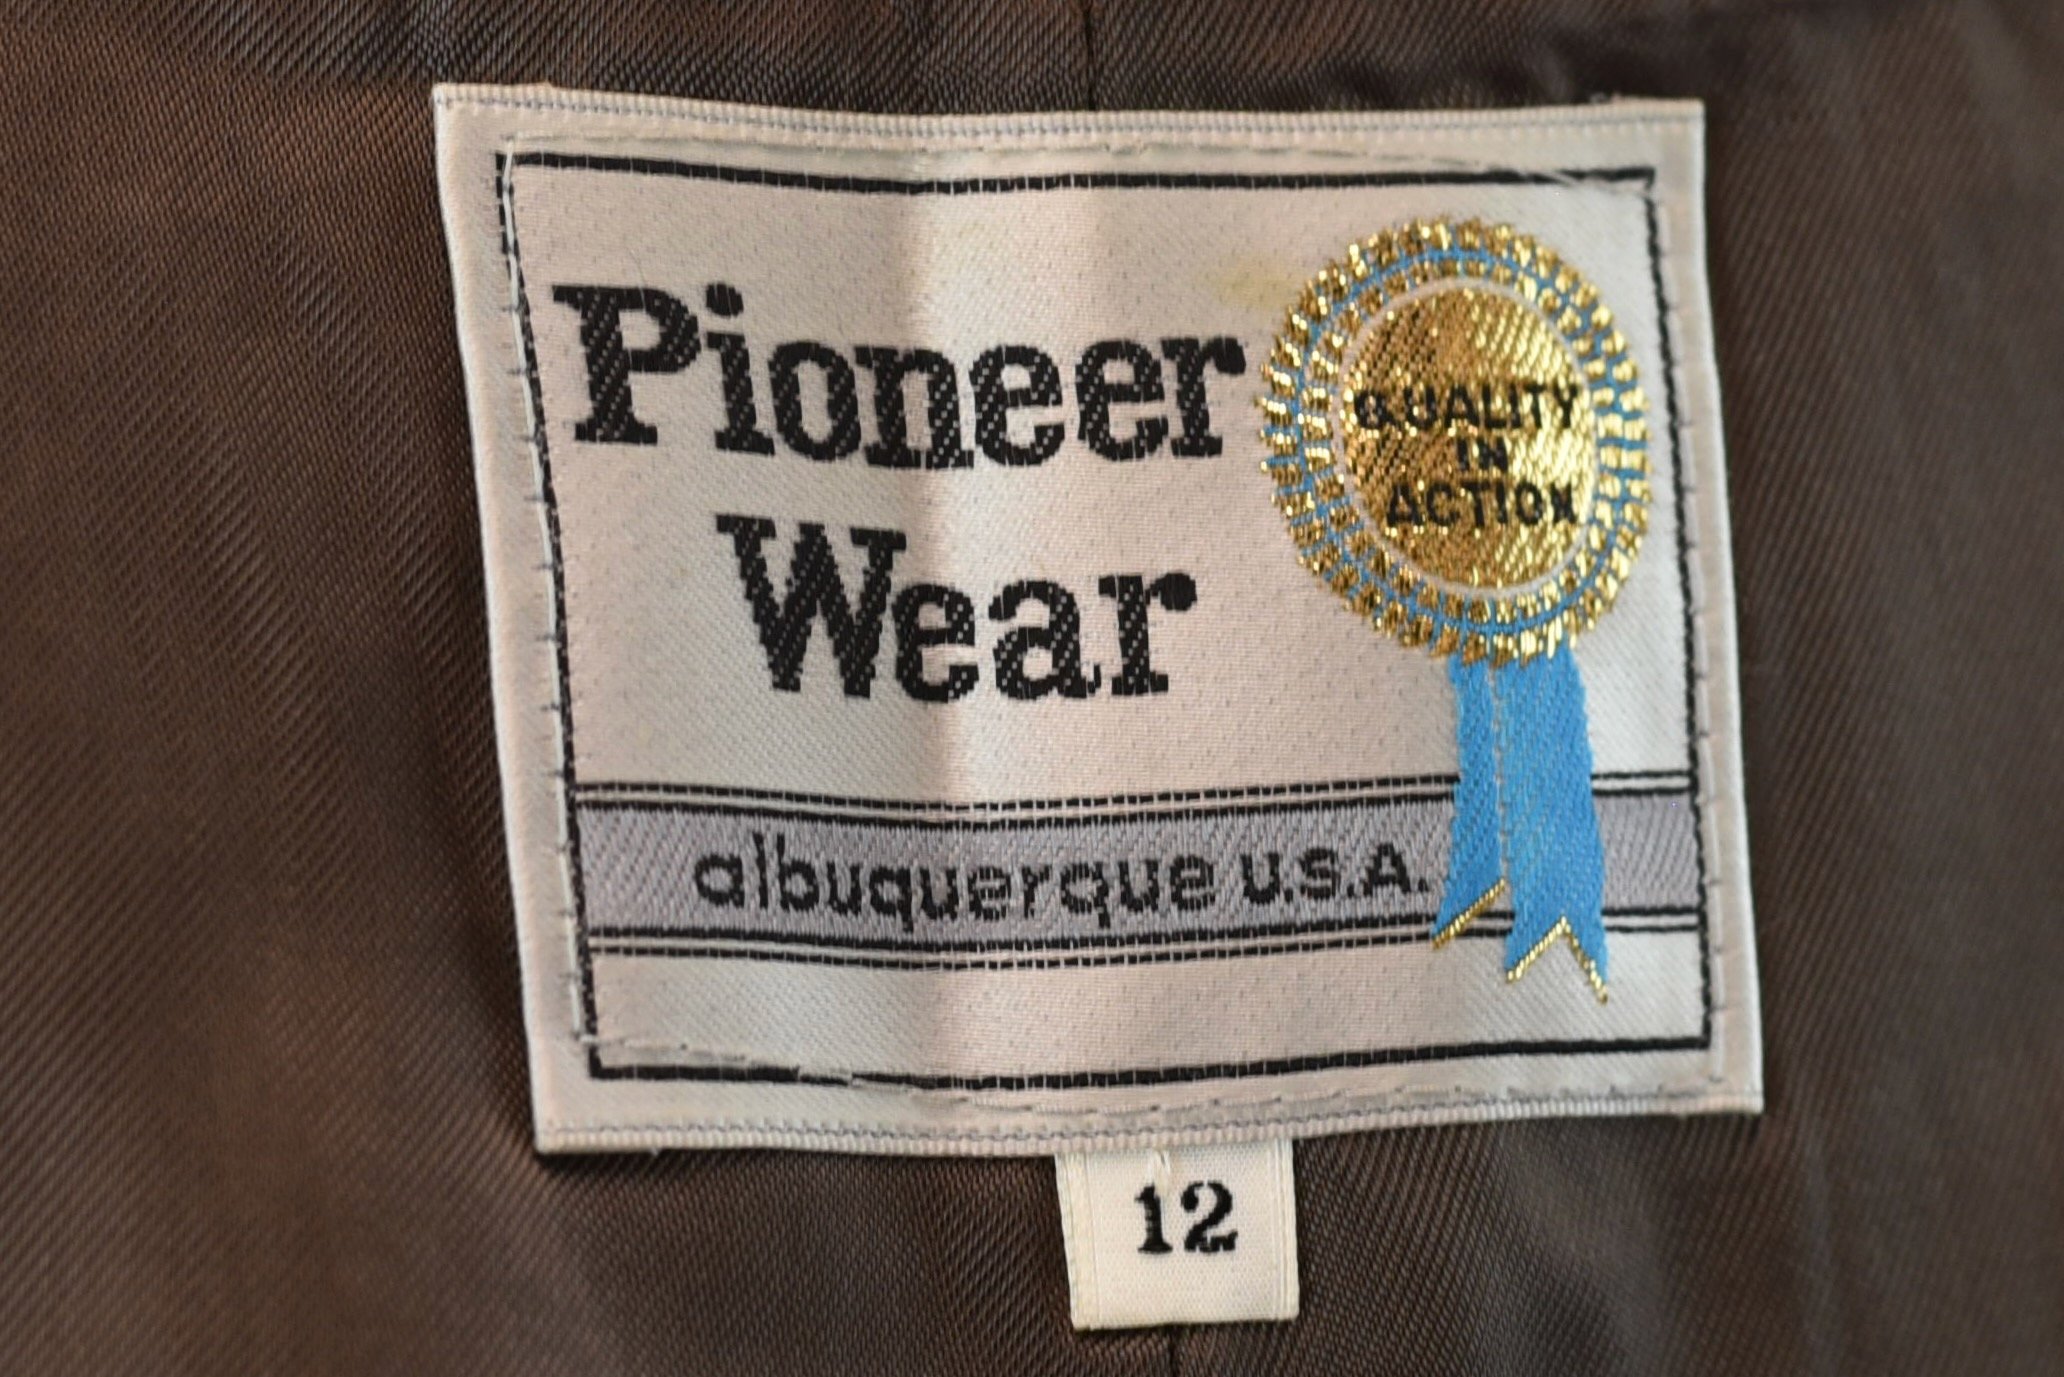 Pioneer
Wear
QUALITY
IN
ACTION
albuquerque U.S.A.
12